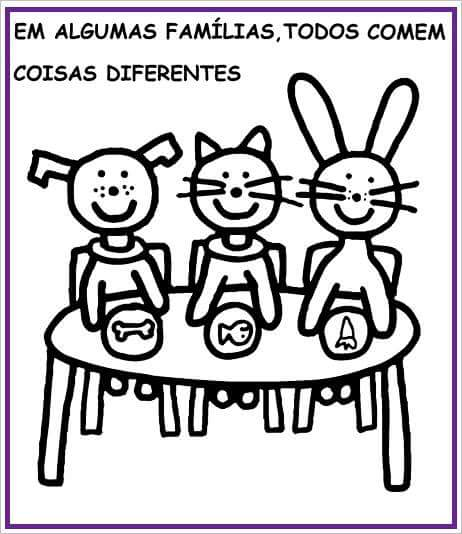 EM ALGUMAS FAMÍLIAS,TODOS COMEM
COISAS DIFERENTES